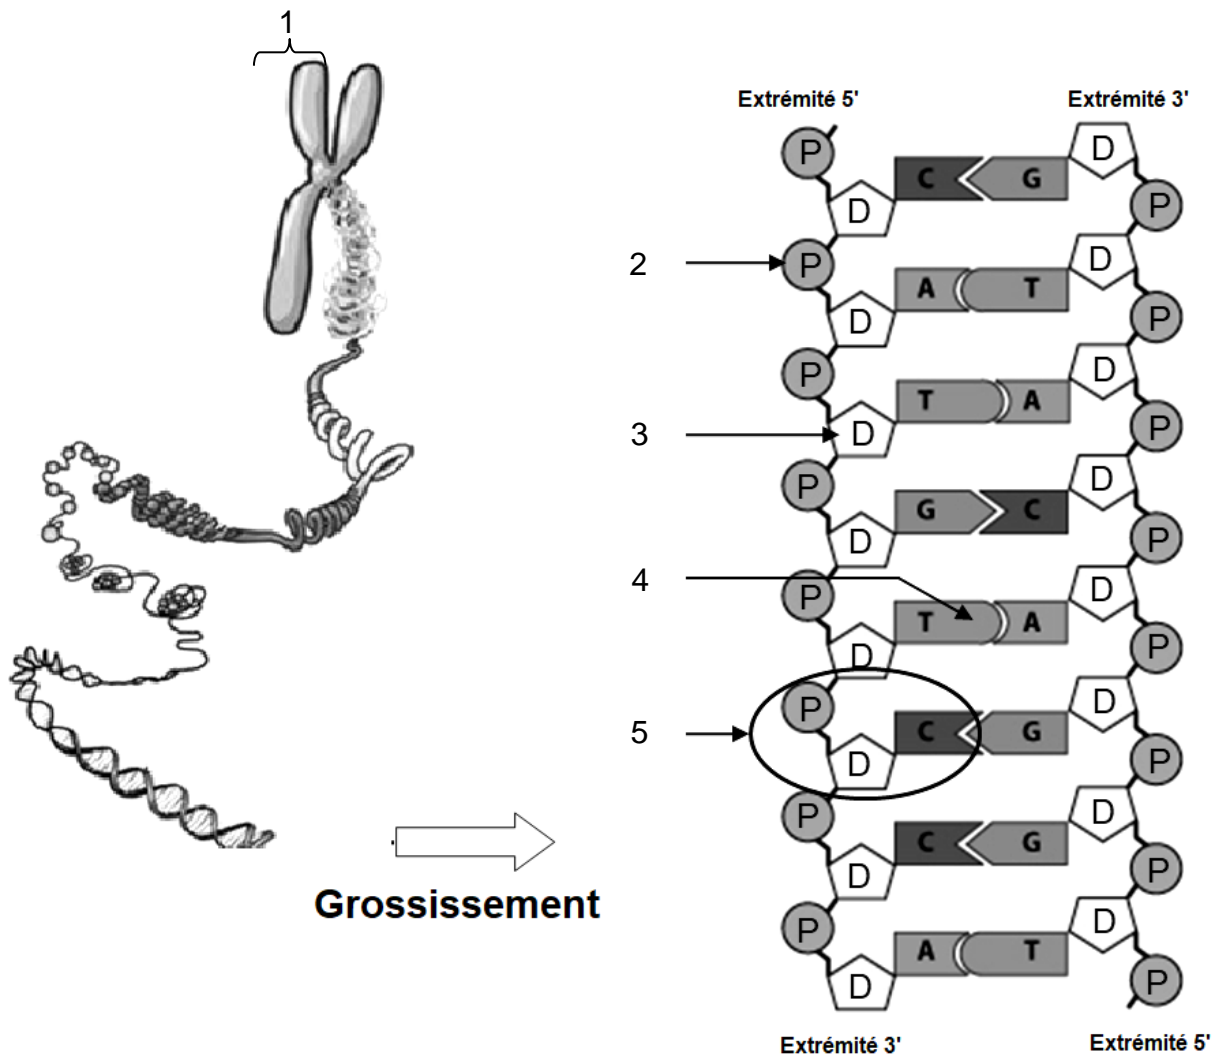 1
Extrémité 5' Extrémité 3'
P D C G D P
2 P D A T D P
3 P D T A D P
P D G C D P
4 P D T A D P
5 P D C G D P
P D C G D P
P D A T D P
Grossissement
Extrémité 3' Extrémité 5'